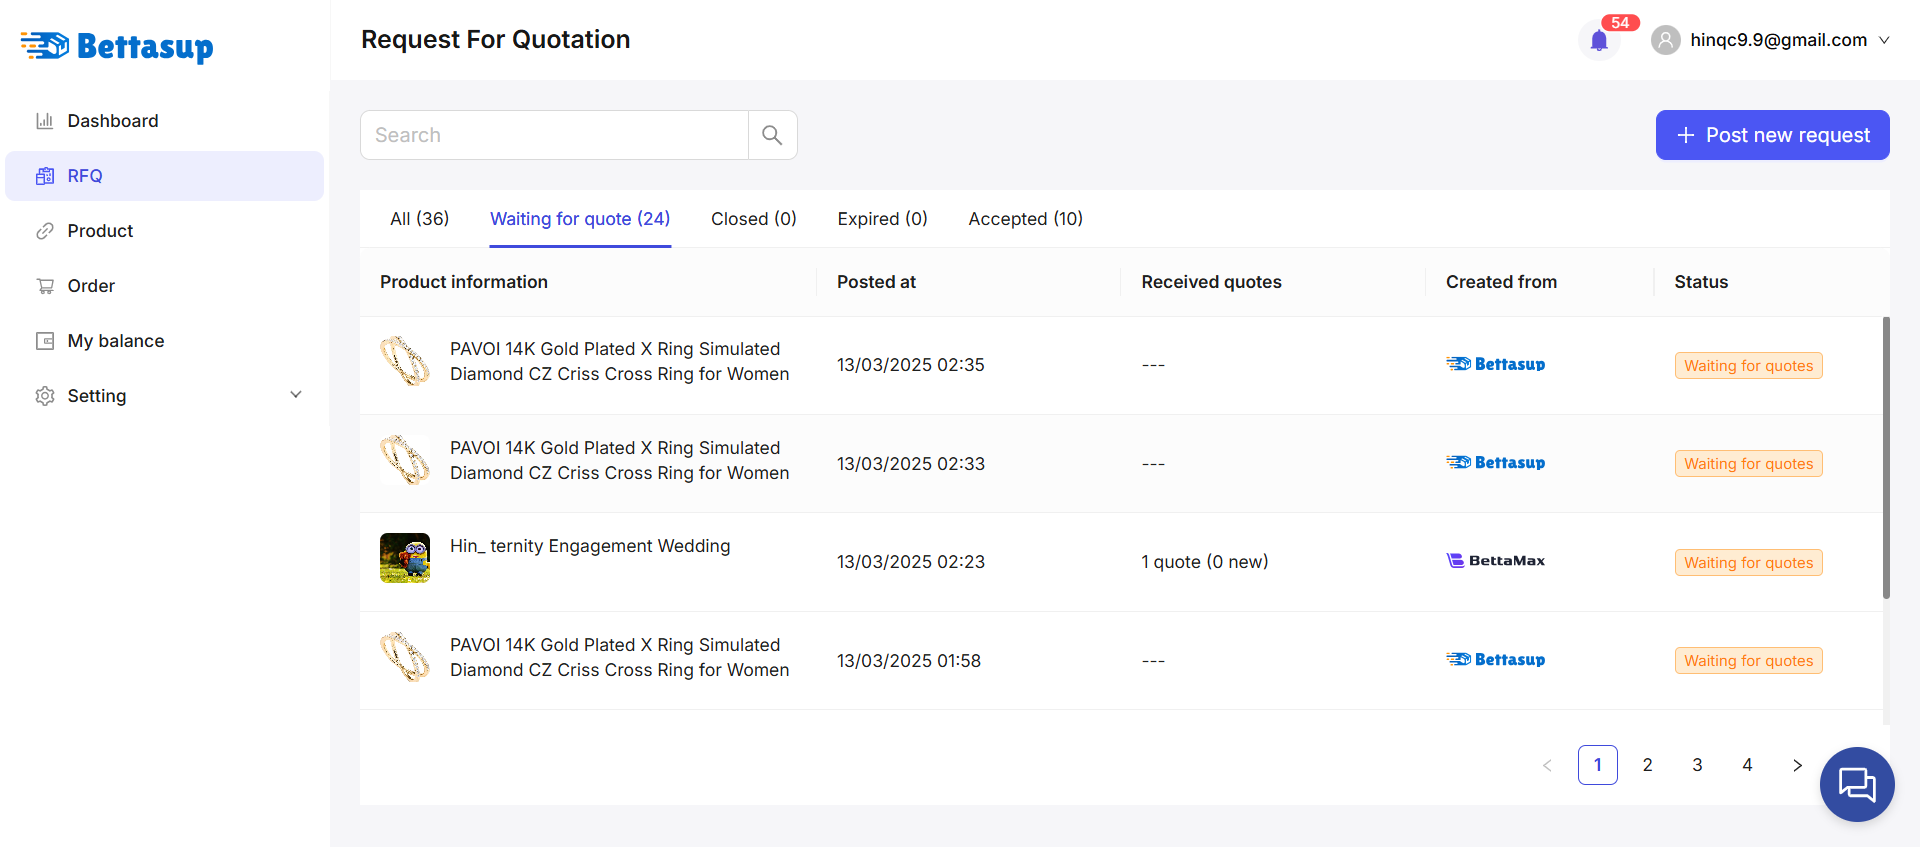 Bettasup
Request For Quotation
54
hinqc9.9@gmail.com
Dashboard
RFQ
Product
Order
My balance
Setting
Search
Post new request
All (36)
Waiting for quote (24)
Closed (0)
Expired (0)
Accepted (10)
Product information
Posted at
Received quotes
Created from
Status
PAVOI 14K Gold Plated X Ring Simulated
Diamond CZ Criss Cross Ring for Women
13/03/2025 02:35
---
Bettasup
Waiting for quotes
PAVOI 14K Gold Plated X Ring Simulated
Diamond CZ Criss Cross Ring for Women
13/03/2025 02:33
---
Bettasup
Waiting for quotes
Hin_ ternity Engagement Wedding
13/03/2025 02:23
1 quote (0 new)
BettaMax
Waiting for quotes
PAVOI 14K Gold Plated X Ring Simulated
Diamond CZ Criss Cross Ring for Women
13/03/2025 01:58
---
Bettasup
Waiting for quotes
1
2
3
4